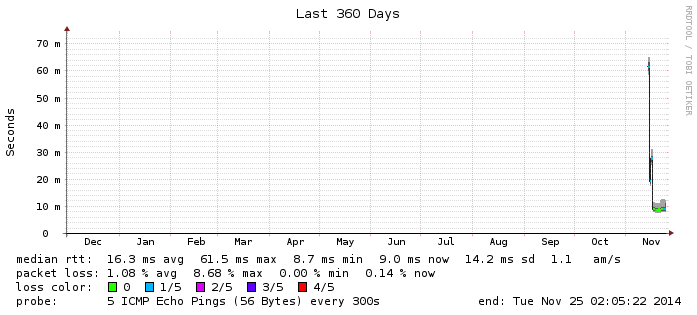 Last 360 Days
RRDTOOL / TOBI OETIKER
Seconds
70 m
60 m
50 m
40 m
30 m
20 m
10 m
0
Dec Jan Feb Mar Apr May Jun Jul Aug Sep Oct Nov
median rtt: 16.3 ms avg 61.5 ms max 8.7 ms min 9.0 ms now 14.2 ms sd 1.1 am/s
packet loss: 1.08 % avg 8.68 % max 0.00 % min 0.14 % now
loss color: 0 1/5 2/5 3/5 4/5
probe: 5 ICMP Echo Pings (56 Bytes) every 300s end: Tue Nov 25 02:05:22 2014